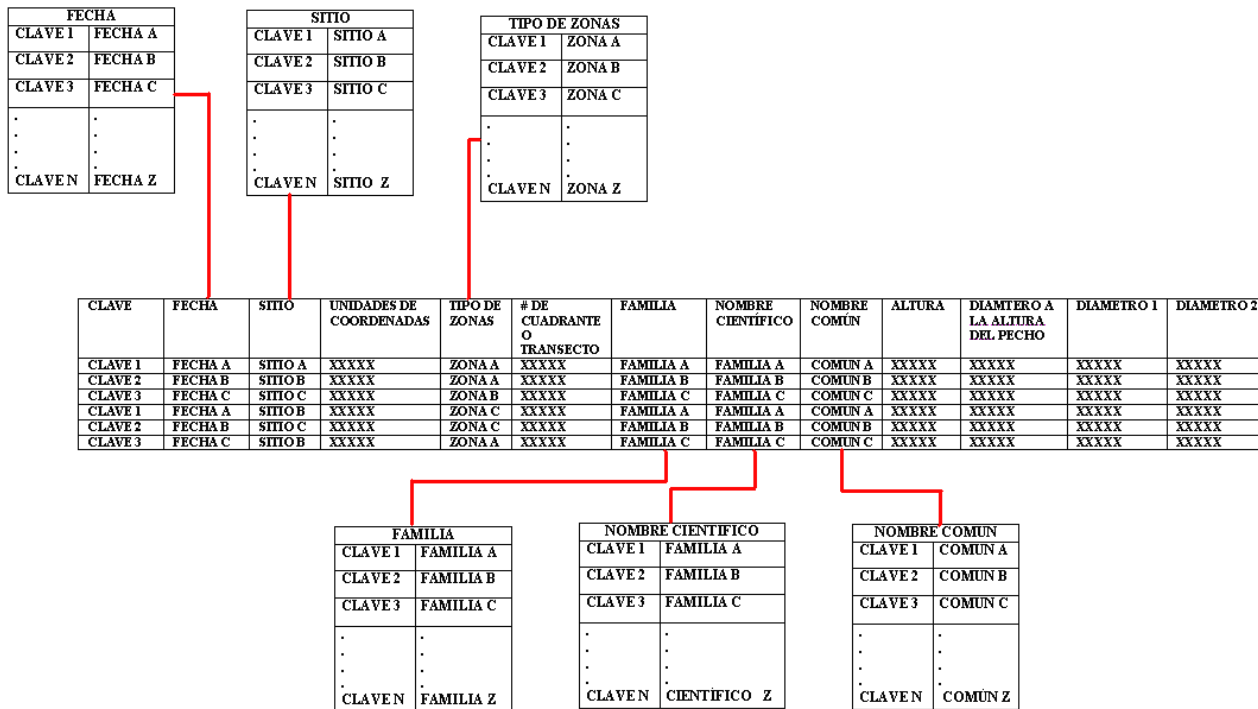 FECHA
CLAVE 1 FECHA A
CLAVE 2 FECHA B
CLAVE 3 FECHA C
. .
. .
. .
. .
CLAVE N FECHA Z
SITIO
CLAVE 1 SITIO A
CLAVE 2 SITIO B
CLAVE 3 SITIO C
. .
. .
. .
. .
CLAVE N SITIO Z
TIPO DE ZONAS
CLAVE 1 ZONA A
CLAVE 2 ZONA B
CLAVE 3 ZONA C
. .
. .
. .
. .
CLAVE N ZONA Z
CLAVE FECHA SITIO UNIDADES DE COORDENADAS TIPO DE ZONAS # DE CUADRANTE O TRANSECTO FAMILIA NOMBRE CIENTÍFICO NOMBRE COMÚN ALTURA DIAMTERO A LA ALTURA DEL PECHO DIAMETRO 1 DIAMETRO 2
CLAVE 1 FECHA A SITIO A XXXXX ZONA A XXXXX FAMILIA A FAMILIA A COMUN A XXXXX XXXXX XXXXX XXXXX
CLAVE 2 FECHA B SITIO B XXXXX ZONA A XXXXX FAMILIA B FAMILIA B COMUN B XXXXX XXXXX XXXXX XXXXX
CLAVE 3 FECHA C SITIO C XXXXX ZONA B XXXXX FAMILIA C FAMILIA C COMUN C XXXXX XXXXX XXXXX XXXXX
CLAVE 1 FECHA A SITIO B XXXXX ZONA C XXXXX FAMILIA A FAMILIA A COMUN A XXXXX XXXXX XXXXX XXXXX
CLAVE 2 FECHA B SITIO C XXXXX ZONA C XXXXX FAMILIA B FAMILIA B COMUN B XXXXX XXXXX XXXXX XXXXX
CLAVE 3 FECHA C SITIO B XXXXX ZONA A XXXXX FAMILIA C FAMILIA C COMUN C XXXXX XXXXX XXXXX XXXXX
FAMILIA
CLAVE 1 FAMILIA A
CLAVE 2 FAMILIA B
CLAVE 3 FAMILIA C
. .
. .
. .
. .
CLAVE N FAMILIA Z
NOMBRE CIENTIFICO
CLAVE 1 FAMILIA A
CLAVE 2 FAMILIA B
CLAVE 3 FAMILIA C
. .
. .
. .
. .
CLAVE N CIENTÍFICO Z
NOMBRE COMUN
CLAVE 1 COMUN A
CLAVE 2 COMUN B
CLAVE 3 COMUN C
. .
. .
. .
. .
CLAVE N COMÚN Z